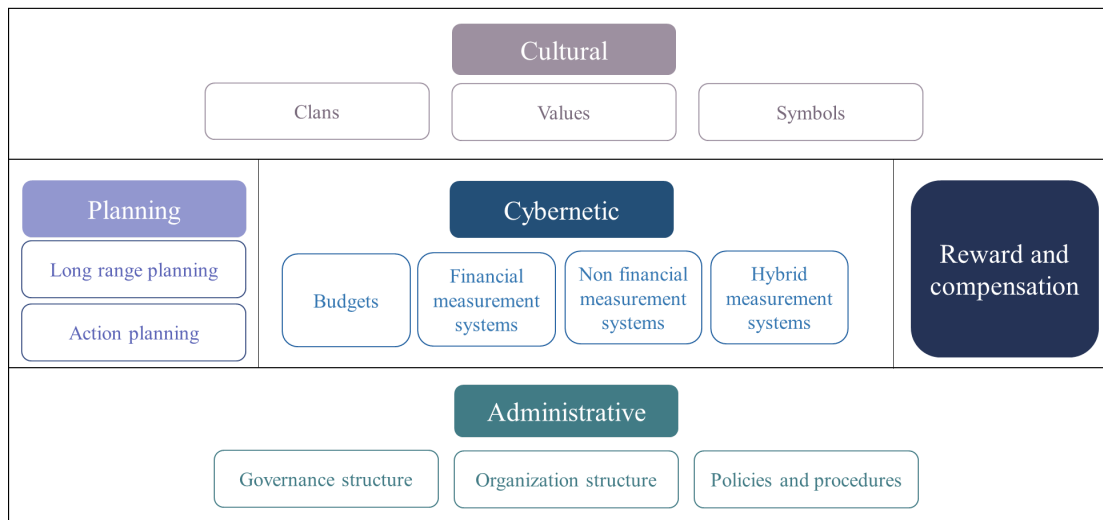 Cultural
Clans
Values
Symbols
Planning
Long range planning
Action planning
Cybernetic
Budgets
Financial
measurement
systems
Non financial
measurement
systems
Hybrid
measurement
systems
Reward and
compensation
Administrative
Governance structure
Organization structure
Policies and procedures